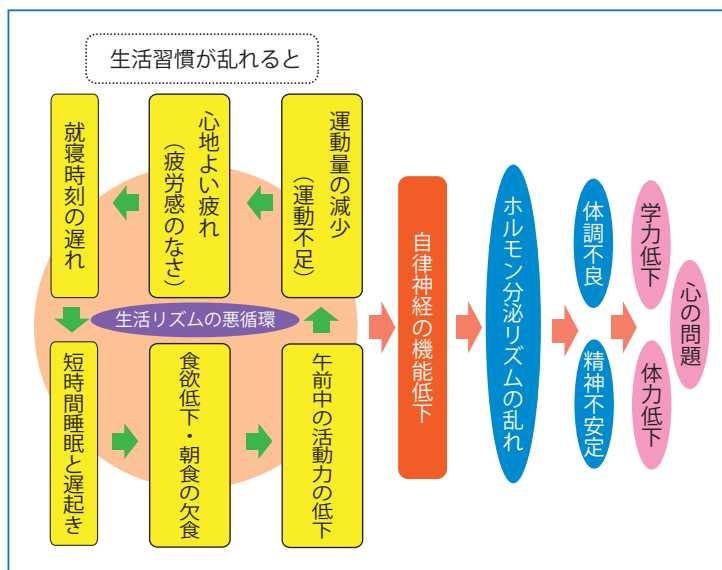 生活習慣が乱れると
就寝時刻の遅れ
心地よい疲れ
（疲労感のなさ）
運動量の減少
（運動不足）
生活リズムの悪循環
短時間睡眠と遅起き
食欲低下・朝食の欠食
午前中の活動力の低下
自律神経の機能低下
ホルモン分泌リズムの乱れ
体調不良
精神不安定
学力低下
体力低下
心の問題